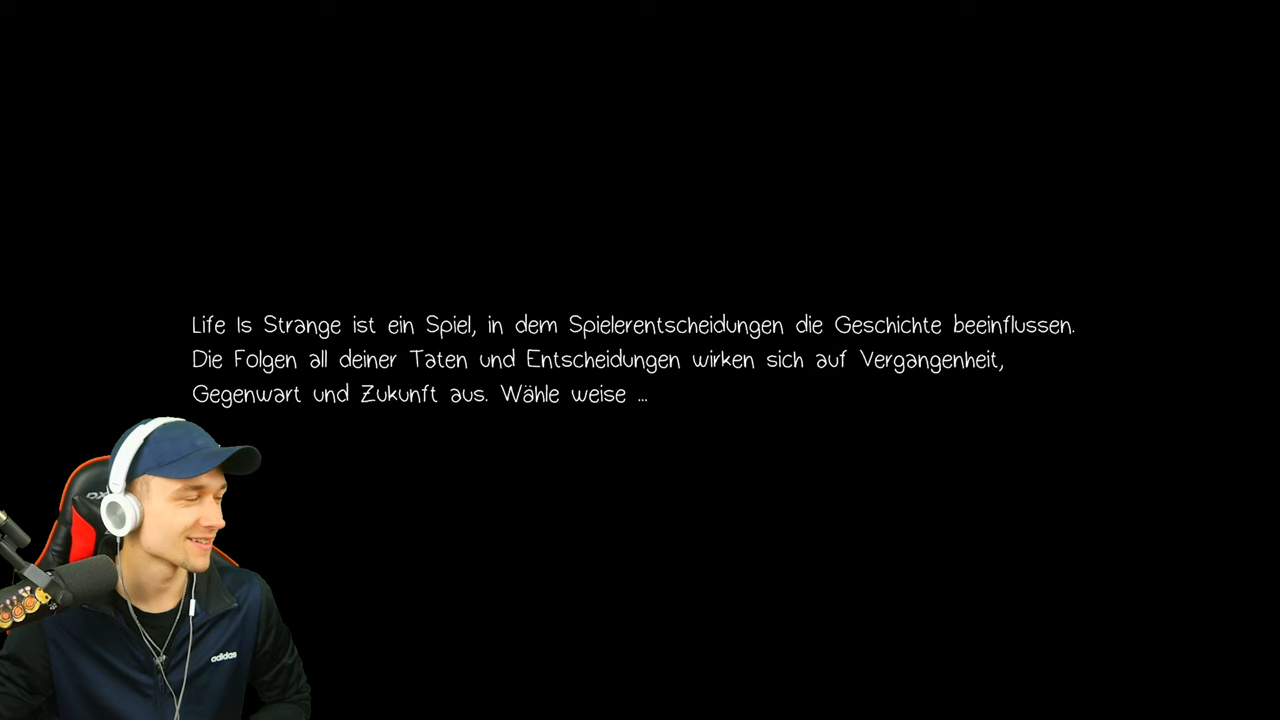 Life Is Strange ist ein Spiel, in dem Spielerentscheidungen die Geschichte beeinflussen.
Die Folgen all deiner Taten und Entscheidungen wirken sich auf Vergangenheit,
Gegenwart und Zukunft aus. Wähle weise ...
adidas